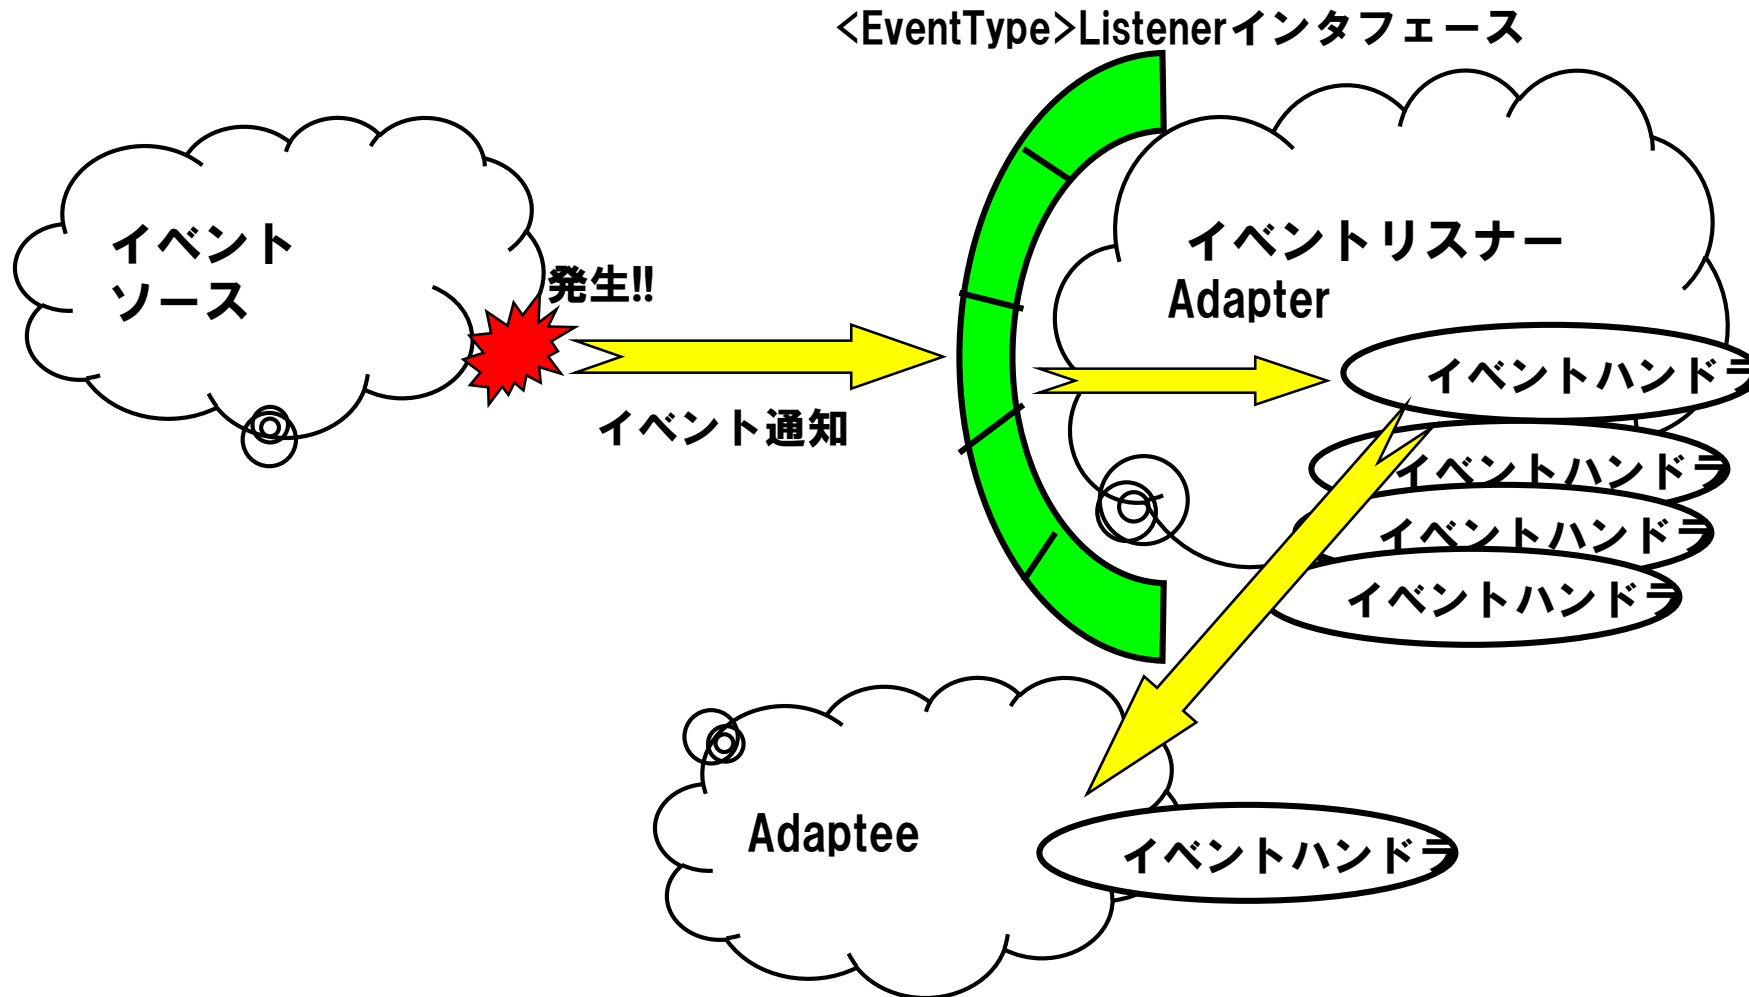 <EventType>Listenerインタフェース
イベント
ソース
発生!!
イベント通知
イベントリスナー
Adapter
イベントハンドラ
イベントハンドラ
イベントハンドラ
イベントハンドラ
Adaptee
イベントハンドラ